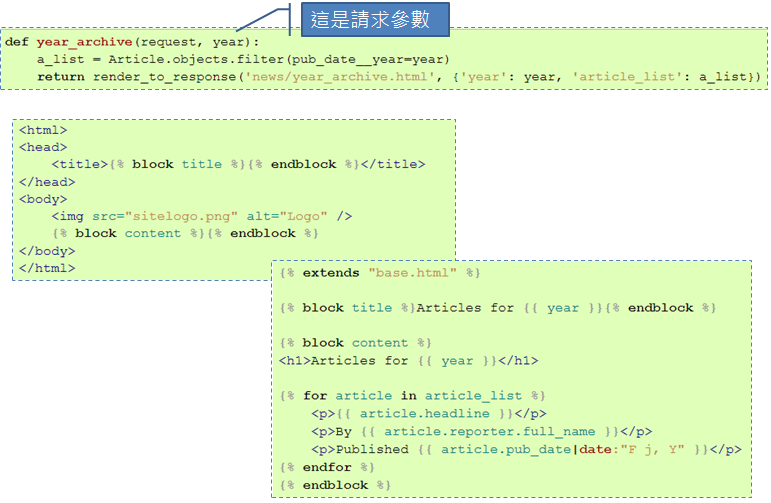 這是請求參數
def year_archive(request, year):
    a_list = Article.objects.filter(pub_date__year=year)
    return render_to_response('news/year_archive.html', {'year': year, 'article_list': a_list})
<html>
<head>
    <title>{% block title %}{% endblock %}</title>
</head>
<body>
    <img src="sitelogo.png" alt="Logo" />
    {% block content %}{% endblock %}
</body>
</html>
{% extends "base.html" %}
{% block title %}Articles for {{ year }}{% endblock %}
{% block content %}
<h1>Articles for {{ year }}</h1>
{% for article in article_list %}
    <p>{{ article.headline }}</p>
    <p>By {{ article.reporter.full_name }}</p>
    <p>Published {{ article.pub_date|date:"F j, Y" }}</p>
{% endfor %}
{% endblock %}